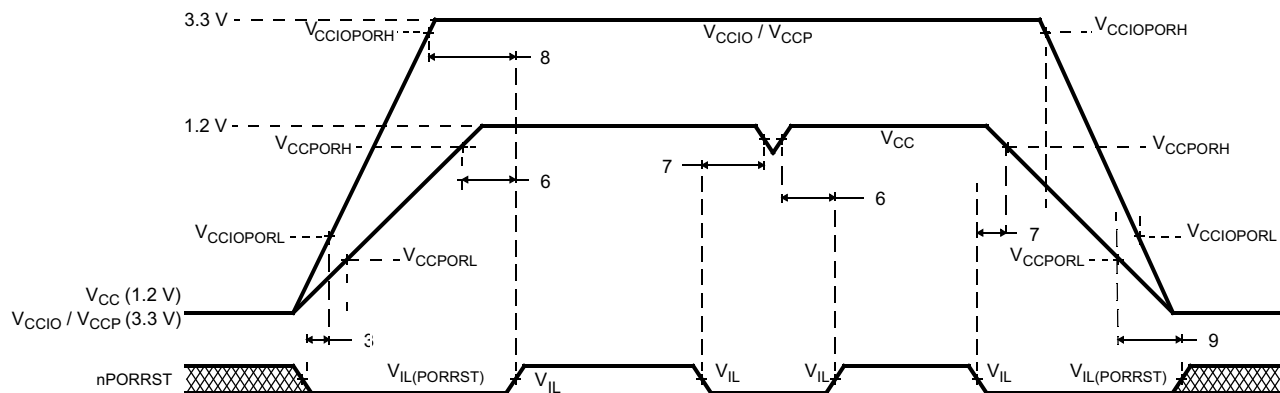 3.3 V
VCCIOPORH
VCCIO / VCCP
VCCIOPORH
8
1.2 V
VCCPORH
VCC
VCCPORH
7
6
6
7
VCCIOPORL
VCCPORL
VCCPORL
VCCIOPORL
VCC (1.2 V)
VCCIO / VCCP (3.3 V)
3
9
nPORRST
VIL(PORRST)
VIL
VIL
VIL
VIL
VIL(PORRST)